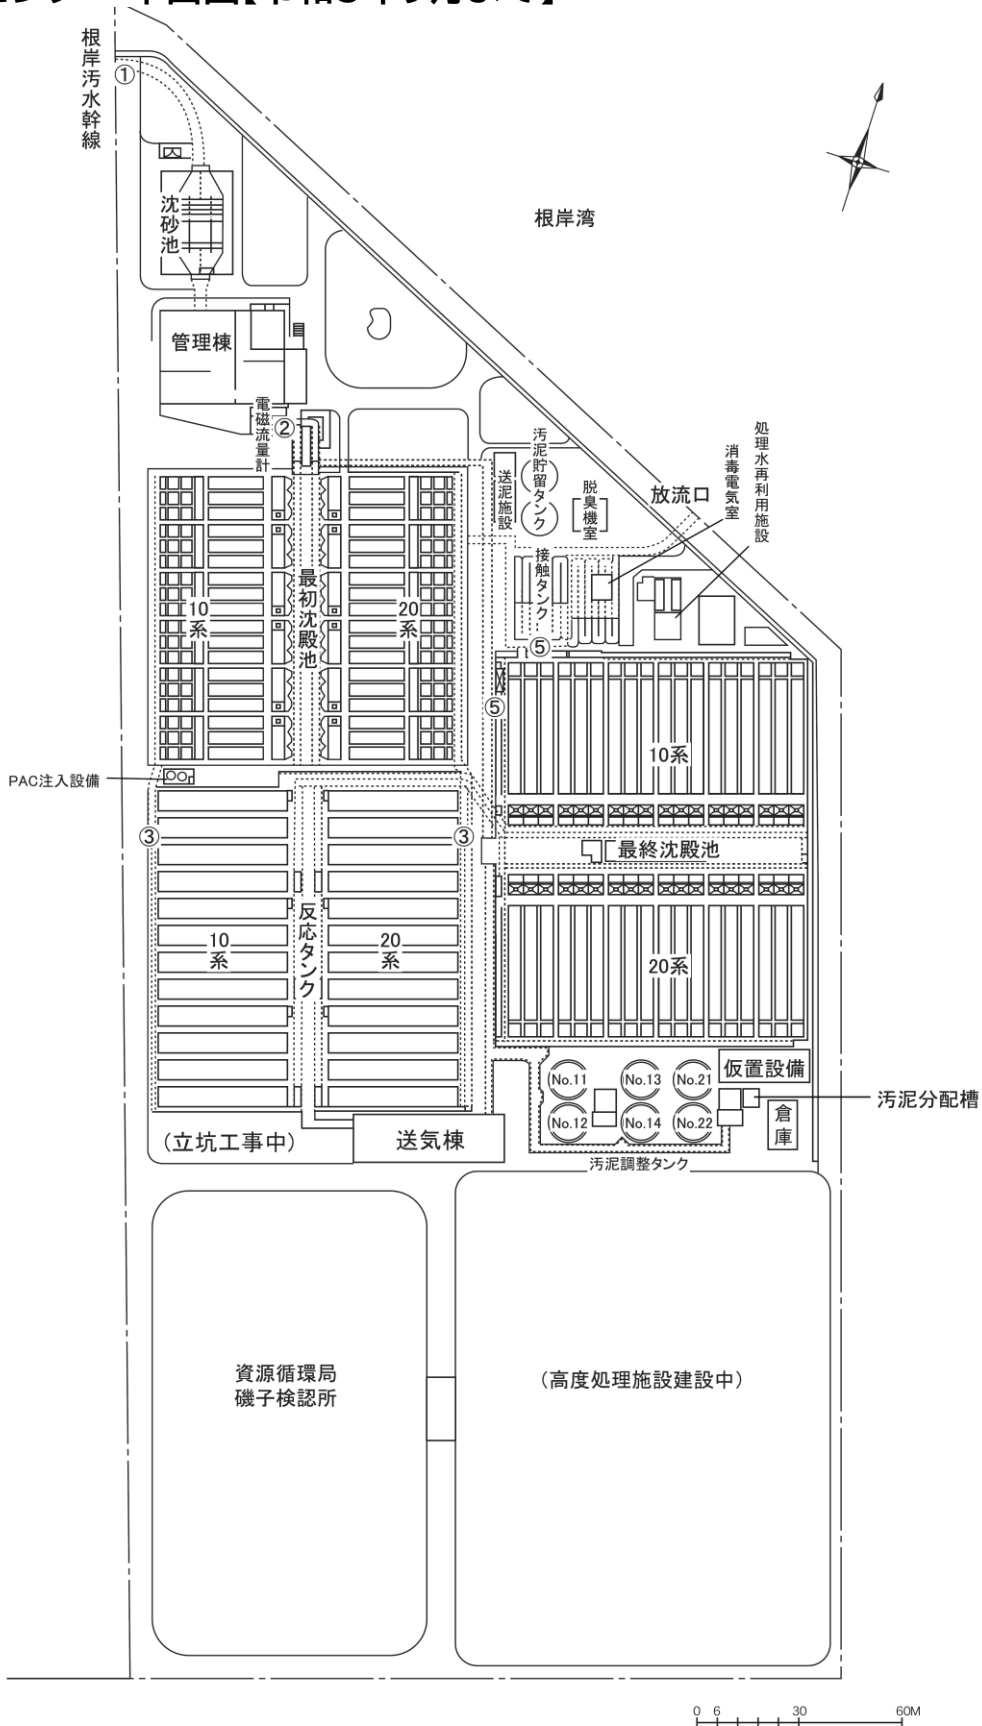 根岸汚水幹線
①
沈砂池
根岸湾
管理棟
電磁流量計
②
送泥施設
汚泥貯留タンク
脱臭機室
放流口
消毒電気室
処理水再利用施設
接触タンク
10系
最初沈殿池
20系
⑤
⑤
10系
PAC注入設備
③
③
最終沈殿池
10系
反応タンク
20系
20系
仮置設備
No.11
No.13
No.21
No.12
No.14
No.22
汚泥分配槽
倉庫
(立坑工事中)
送気棟
汚泥調整タンク
資源循環局
磯子検認所
(高度処理施設建設中)
0 6 30 60M